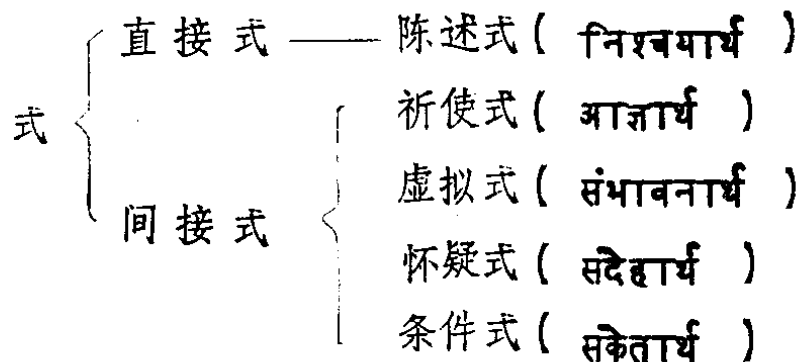 直接式 —— 陈述式 ( निश्चयार्थ )
祈使式 ( आज्ञार्थ )
式
虚拟式 ( संभावनार्थ )
间接式
怀疑式 ( संदेहार्थ )
条件式 ( संकेतार्थ )